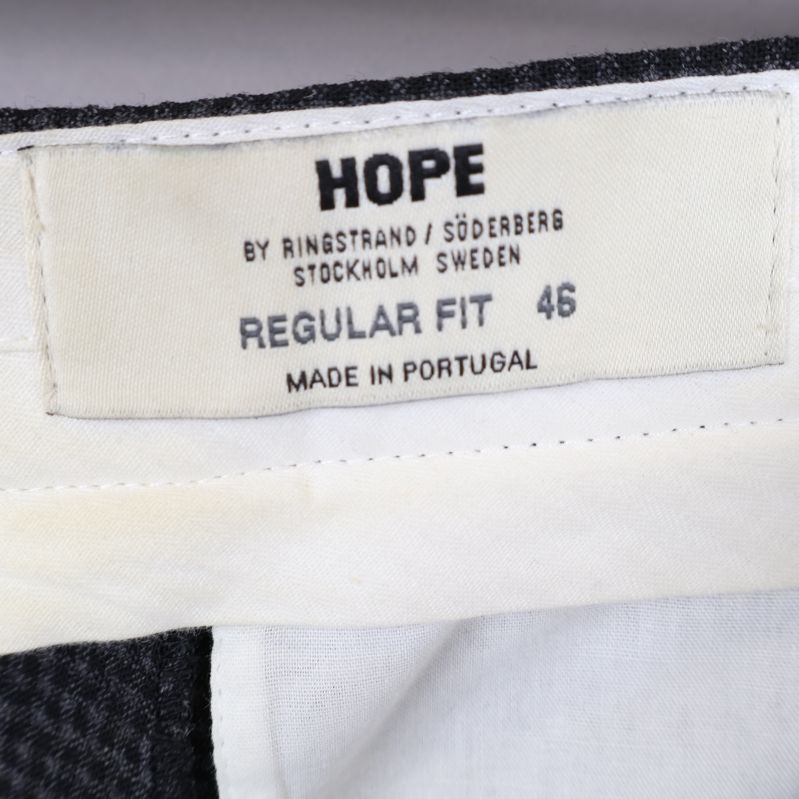 HOPE
BY RINGSTRAND / SÖDERBERG
STOCKHOLM SWEDEN
REGULAR FIT 46
MADE IN PORTUGAL